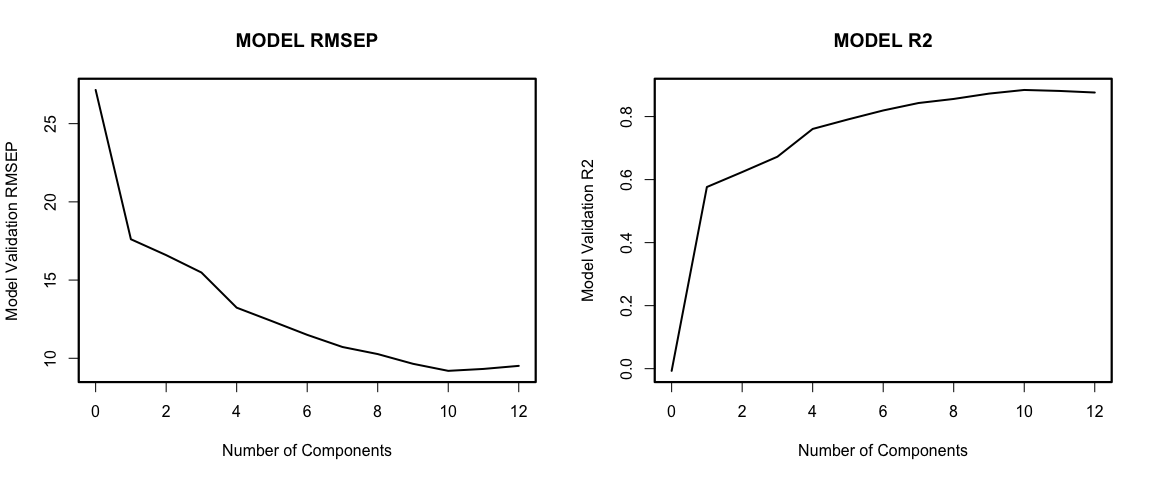 MODEL RMSEP
Model Validation RMSEP
25
20
15
10
0 2 4 6 8 10 12
Number of Components
MODEL R2
Model Validation R2
0.8
0.6
0.4
0.2
0.0
0 2 4 6 8 10 12
Number of Components